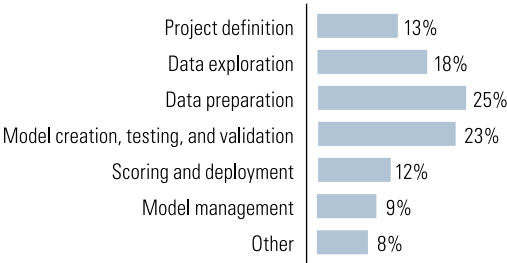 Project definition 13%
Data exploration 18%
Data preparation 25%
Model creation, testing, and validation 23%
Scoring and deployment 12%
Model management 9%
Other 8%